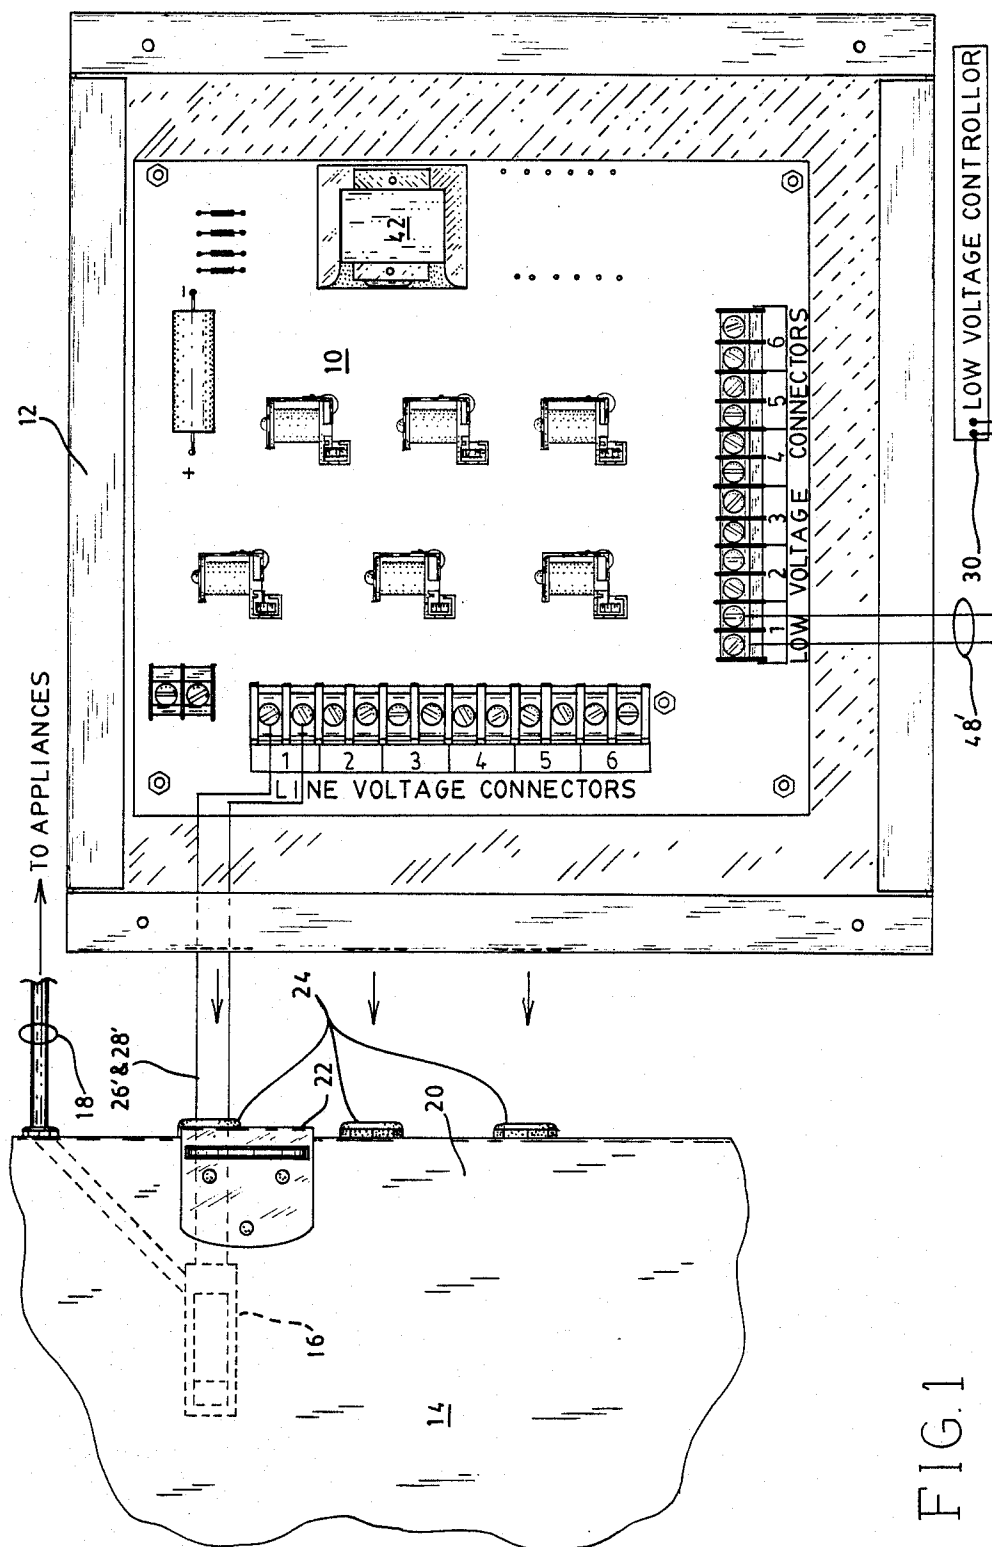 12
TO APPLIANCES
18
26'&28'
24
22
20
16
14
10
42
+
-
1 2 3 4 5 6
LINE VOLTAGE CONNECTORS
1 2 3 4 5 6
LOW VOLTAGE CONNECTORS
48'
30
LOW VOLTAGE CONTROLLOR
FIG.1